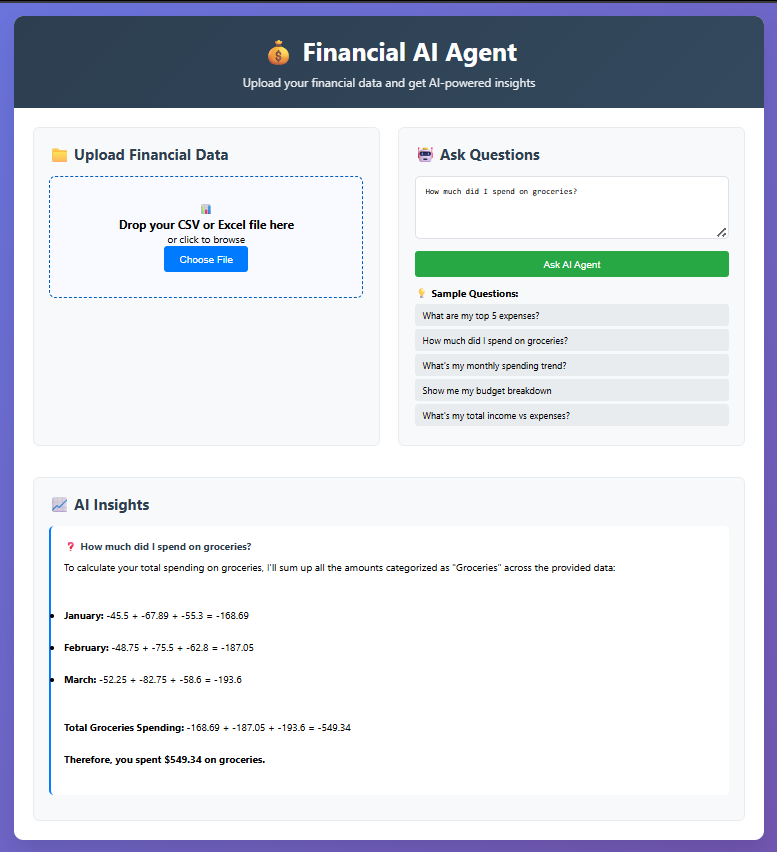 Financial AI Agent
Upload your financial data and get AI-powered insights
Upload Financial Data
Drop your CSV or Excel file here
or click to browse
Choose File
Ask Questions
How much did I spend on groceries?
Ask AI Agent
Sample Questions:
What are my top 5 expenses?
How much did I spend on groceries?
What's my monthly spending trend?
Show me my budget breakdown
What's my total income vs expenses?
AI Insights
How much did I spend on groceries?
To calculate your total spending on groceries, I'll sum up all the amounts categorized as "Groceries" across the provided data:
January: -45.5 + -67.89 + -55.3 = -168.69
February: -48.75 + -75.5 + -62.8 = -187.05
March: -52.25 + -82.75 + -58.6 = -193.6
Total Groceries Spending: -168.69 + -187.05 + -193.6 = -549.34
Therefore, you spent $549.34 on groceries.